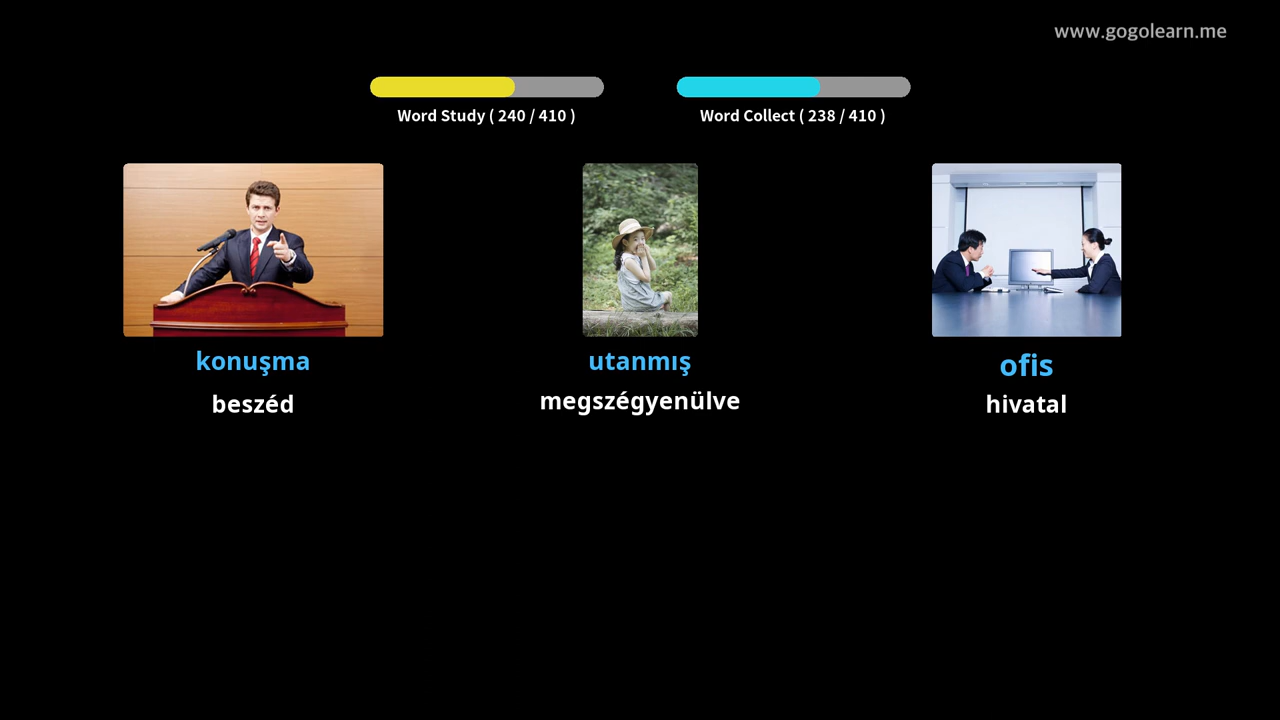 www.gogolearn.me
Word Study ( 240 / 410 )
Word Collect ( 238 / 410 )
konuşma
utanmış
ofis
beszéd
megszégyenülve
hivatal